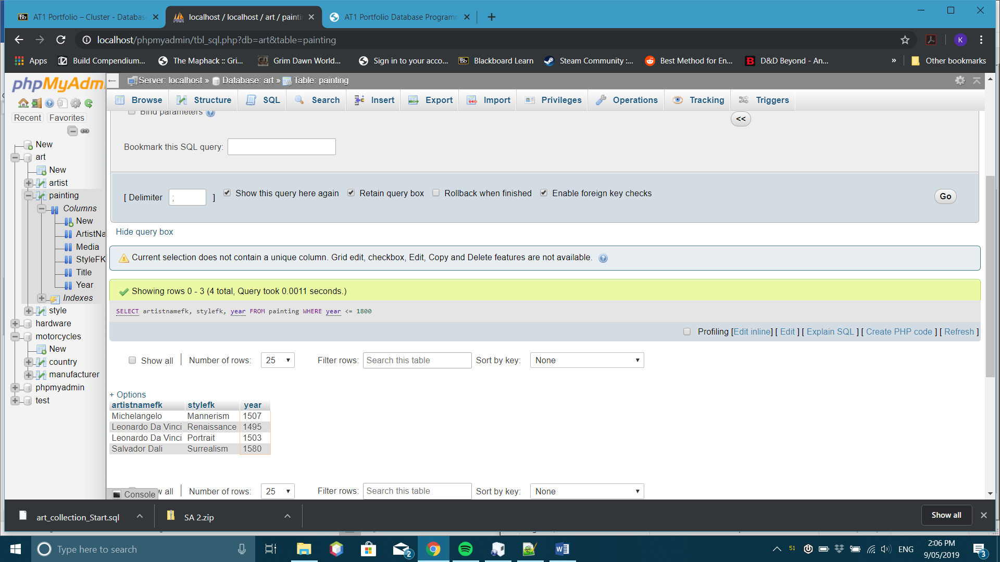 AT1 Portfolio – Cluster - Databas
localhost / localhost / art / painti
AT1 Portfolio Database Programm
localhost/phpmyadmin/tbl_sql.php?db=art&table=painting
K
Apps
Build Compendium...
The Maphack :: Gri...
Grim Dawn World...
Sign in to your acco...
Blackboard Learn
Steam Community :...
Best Method for En...
D&D Beyond - An...
»
Other bookmarks
phpMyAdm
Recent
Favorites
New
art
New
artist
painting
Columns
New
ArtistNa
Media
StyleFK
Title
Year
Indexes
style
hardware
motorcycles
New
country
manufacturer
phpmyadmin
test
Server: localhost » Database: art » Table: painting
Browse
Structure
SQL
Search
Insert
Export
Import
Privileges
Operations
Tracking
Triggers
Bind parameters
<<
Bookmark this SQL query:
[ Delimiter ; ]
Show this query here again
Retain query box
Rollback when finished
Enable foreign key checks
Go
Hide query box
Current selection does not contain a unique column. Grid edit, checkbox, Edit, Copy and Delete features are not available.
Showing rows 0 - 3 (4 total, Query took 0.0011 seconds.)
SELECT artistnamefk, stylefk, year FROM painting WHERE year <= 1800
Profiling [Edit inline] [ Edit ] [ Explain SQL ] [ Create PHP code ] [ Refresh ]
Show all
Number of rows: 25
Filter rows: Search this table
Sort by key: None
+ Options
artistnamefk stylefk year
Michelangelo Mannerism 1507
Leonardo Da Vinci Renaissance 1495
Leonardo Da Vinci Portrait 1503
Salvador Dali Surrealism 1580
Console
w all
Number of rows: 25
Filter rows: Search this table
Sort by key: None
art_collection_Start.sql
SA 2.zip
Show all
Type here to search
2
51
ENG
2:06 PM
9/05/2019
3